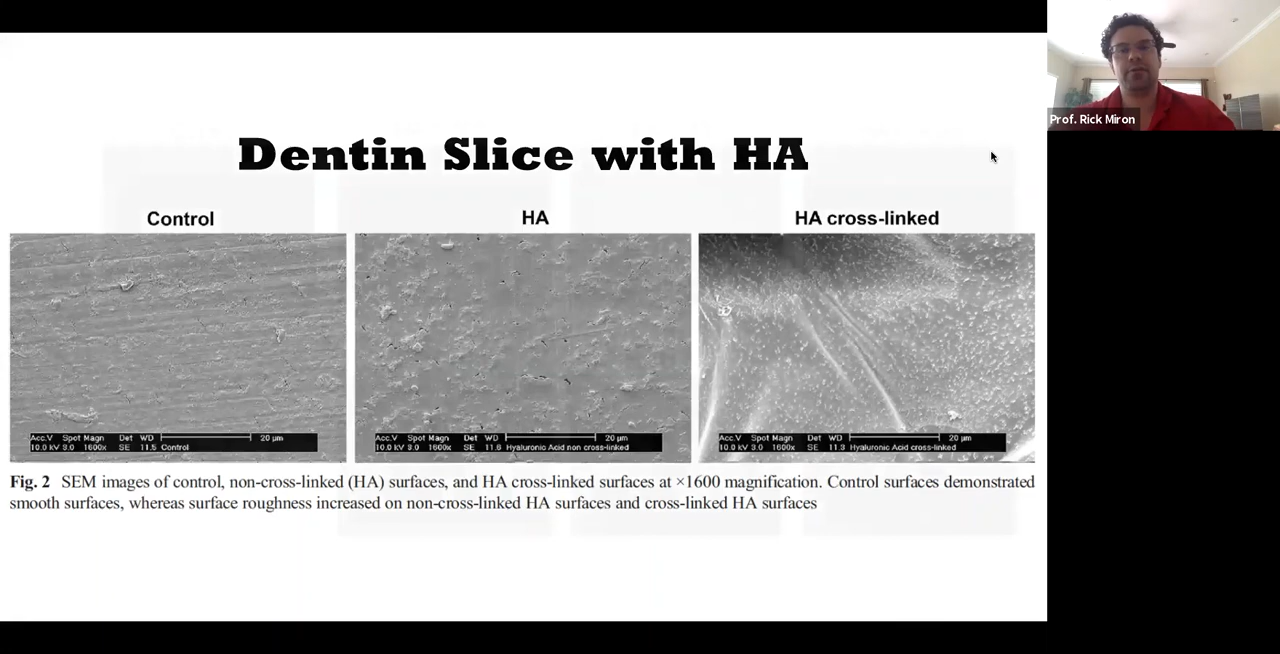 Prof. Rick Miron
Dentin Slice with HA
Control
HA
HA cross-linked
Acc.V Spot Magn Det WD 20 µm
10.0 kV 3.0 1600x SE 11.5 Control
Acc.V Spot Magn Det WD 20 µm
10.0 kV 3.0 1600x SE 11.6 Hyaluronic Acid non cross-linked
Acc.V Spot Magn Det WD 20 µm
10.0 kV 3.0 1600x SE 11.3 Hyaluronic Acid cross-linked
Fig. 2 SEM images of control, non-cross-linked (HA) surfaces, and HA cross-linked surfaces at ×1600 magnification. Control surfaces demonstrated
smooth surfaces, whereas surface roughness increased on non-cross-linked HA surfaces and cross-linked HA surfaces